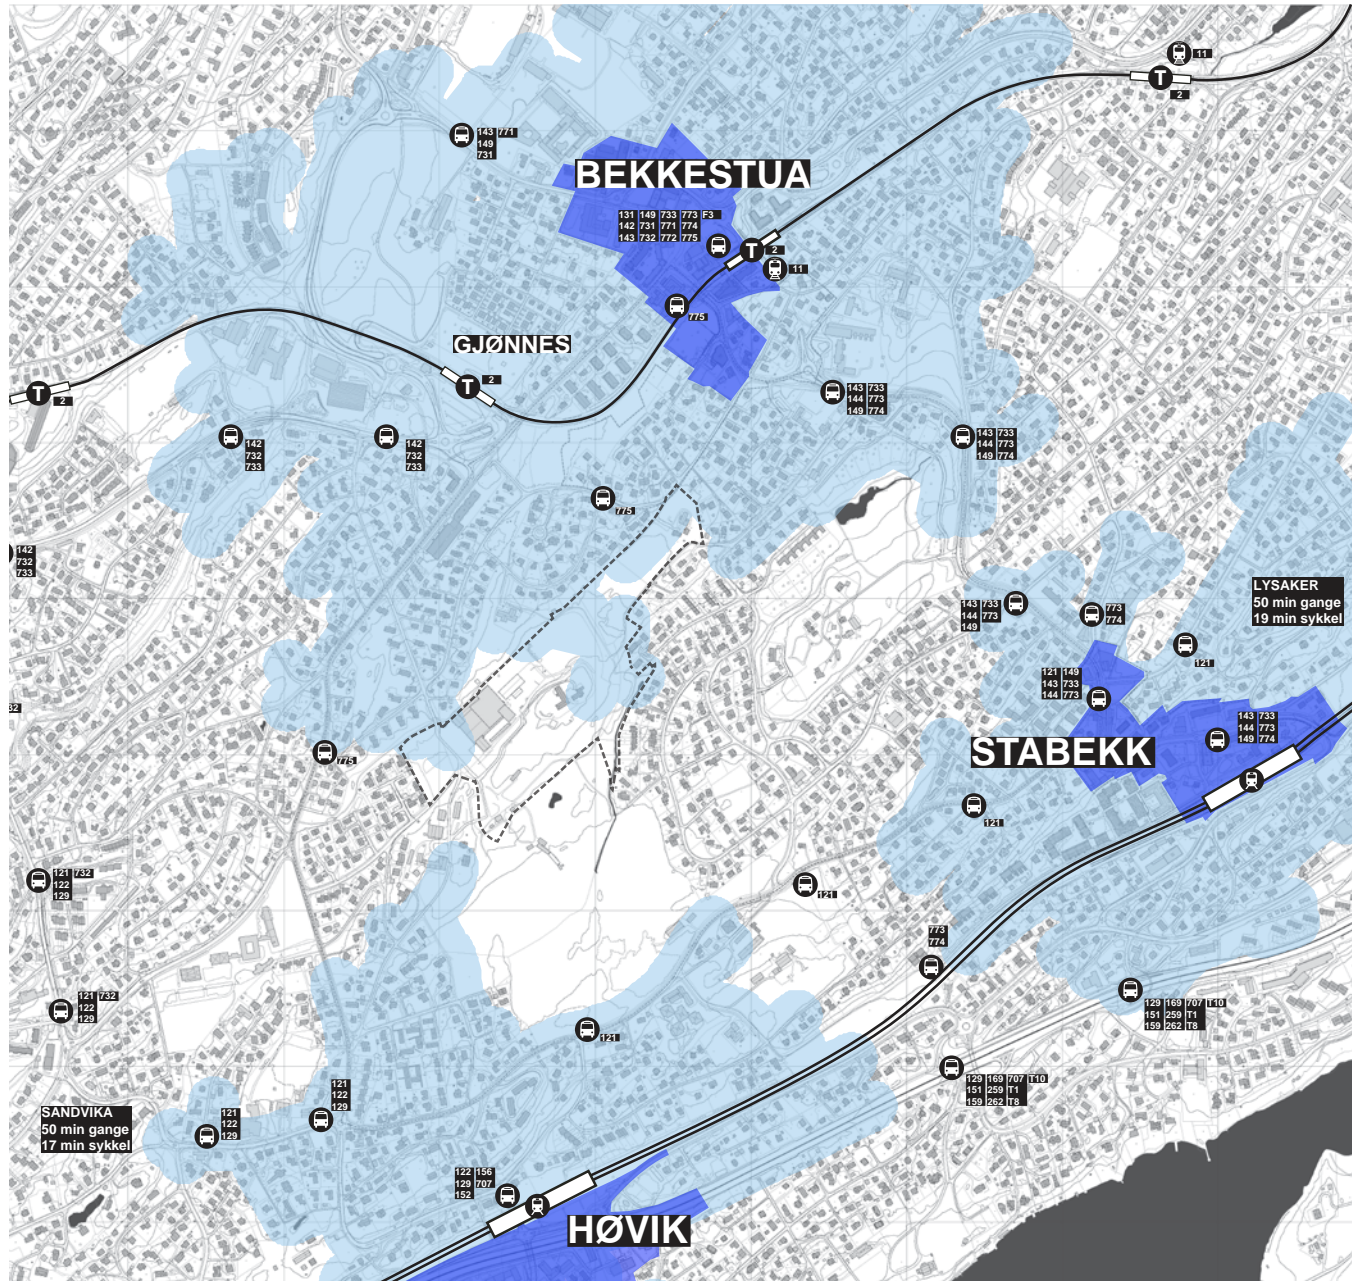 11
T
2
143 771
149
731
BEKKESTUA
131 149 733 773 F3
142 731 771 774
143 732 772 775
T
2
11
775
GJØNNES
T
2
T
2
143 733
144 773
149 774
142
732
733
142
732
733
143 733
144 773
149 774
775
142
732
733
LYSAKER
50 min gange
19 min sykkel
143 733
144 773
149
773
774
121
121 149
143 733
144 773
32
143 733
144 773
149 774
STABEKK
775
121
121 732
122
129
121
773
774
121 732
122
129
129 169 707 T10
151 259 T1
159 262 T8
121
129 169 707 T10
151 259 T1
159 262 T8
121
122
129
SANDVIKA
50 min gange
17 min sykkel
121
122
129
122 156
129 707
152
HØVIK